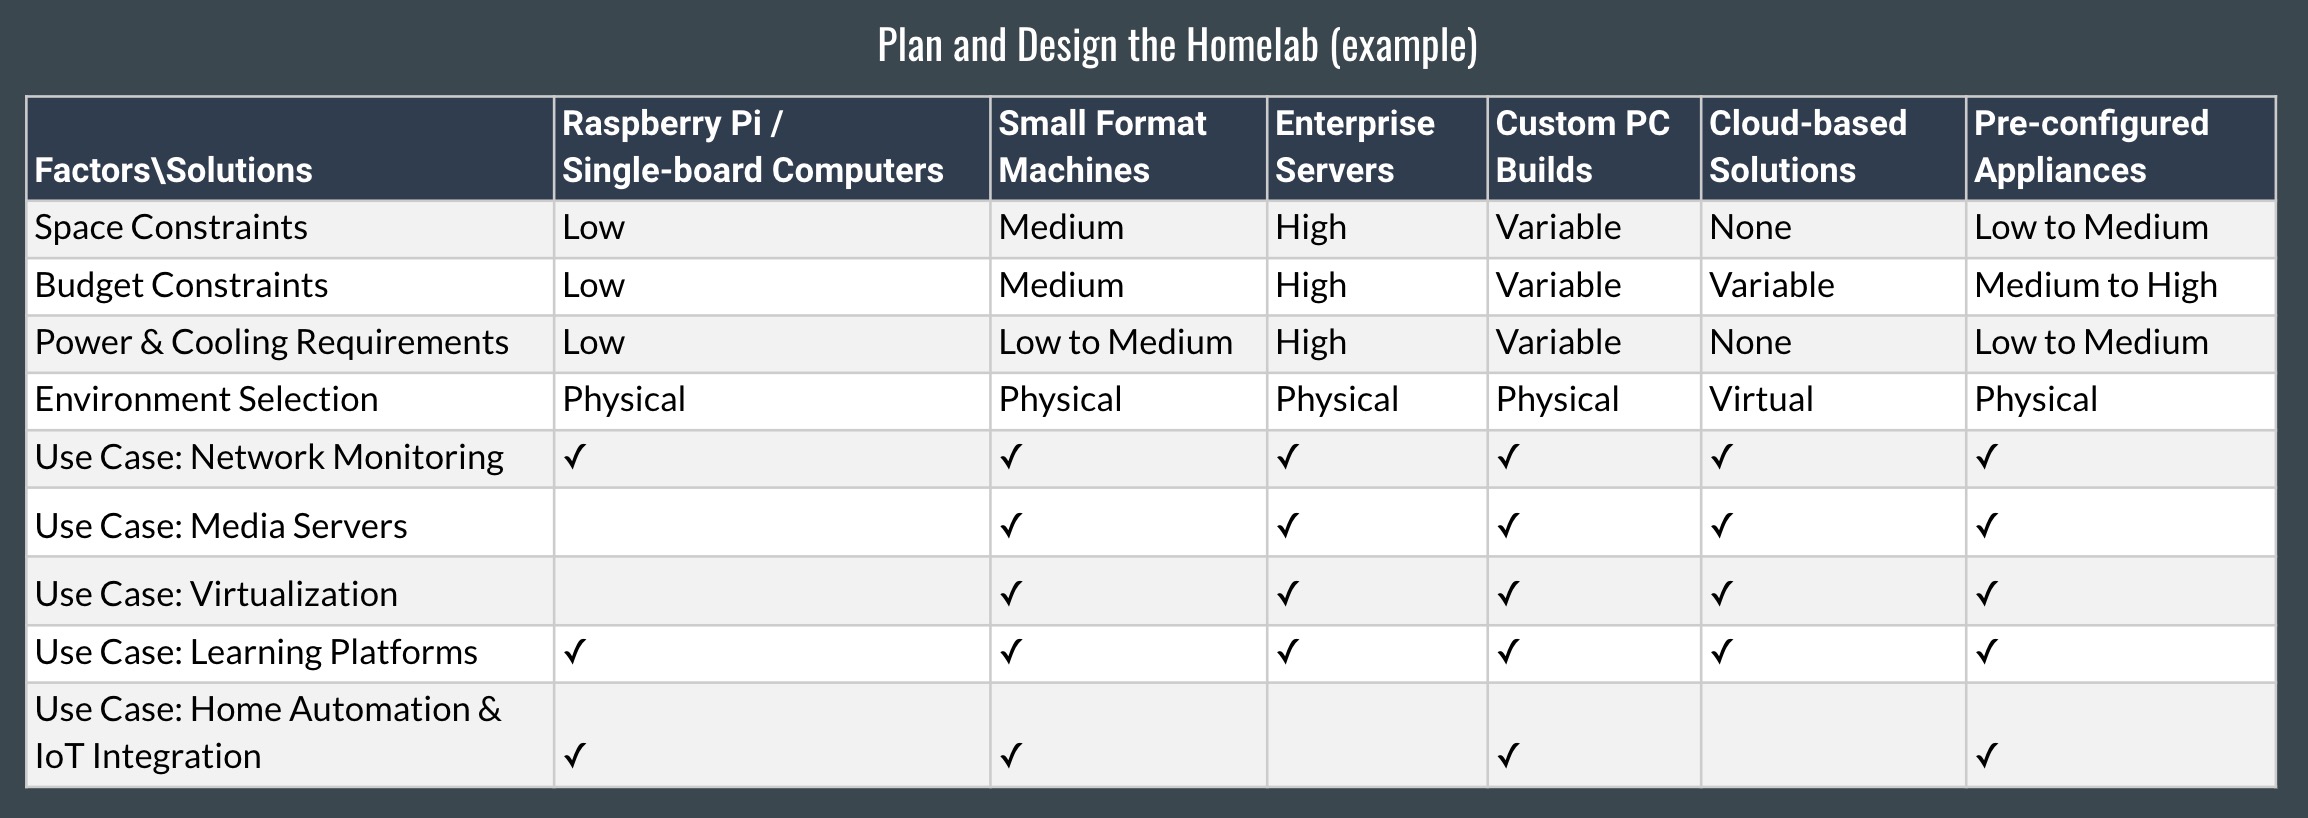 Plan and Design the Homelab (example)
Factors\Solutions
Raspberry Pi /
Single-board Computers
Small Format
Machines
Enterprise
Servers
Custom PC
Builds
Cloud-based
Solutions
Pre-configured
Appliances
Space Constraints Low Medium High Variable None Low to Medium
Budget Constraints Low Medium High Variable Variable Medium to High
Power & Cooling Requirements Low Low to Medium High Variable None Low to Medium
Environment Selection Physical Physical Physical Physical Virtual Physical
Use Case: Network Monitoring ✓ ✓ ✓ ✓ ✓ ✓
Use Case: Media Servers ✓ ✓ ✓ ✓ ✓
Use Case: Virtualization ✓ ✓ ✓ ✓ ✓
Use Case: Learning Platforms ✓ ✓ ✓ ✓ ✓ ✓
Use Case: Home Automation &
IoT Integration ✓ ✓ ✓ ✓